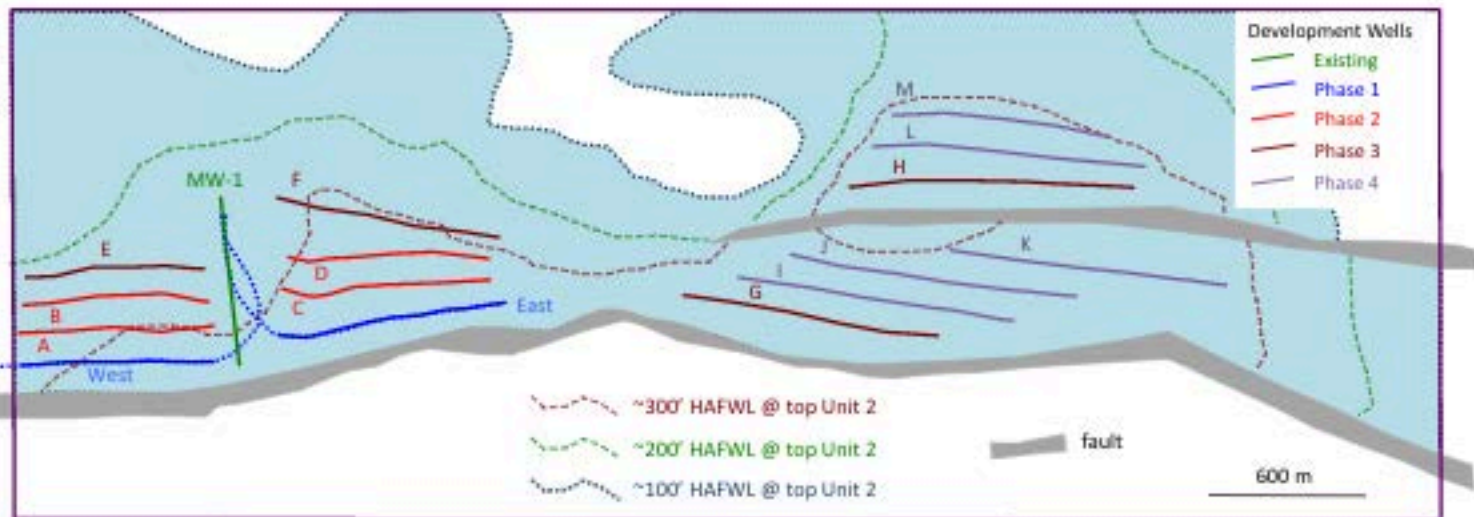 Development Wells
Existing
Phase 1
Phase 2
Phase 3
Phase 4
M
L
H
MW-1
F
E
D
B
C
A
West
East
J
K
I
G
~300' HAFWL @ top Unit 2
~200' HAFWL @ top Unit 2
~100' HAFWL @ top Unit 2
fault
600 m